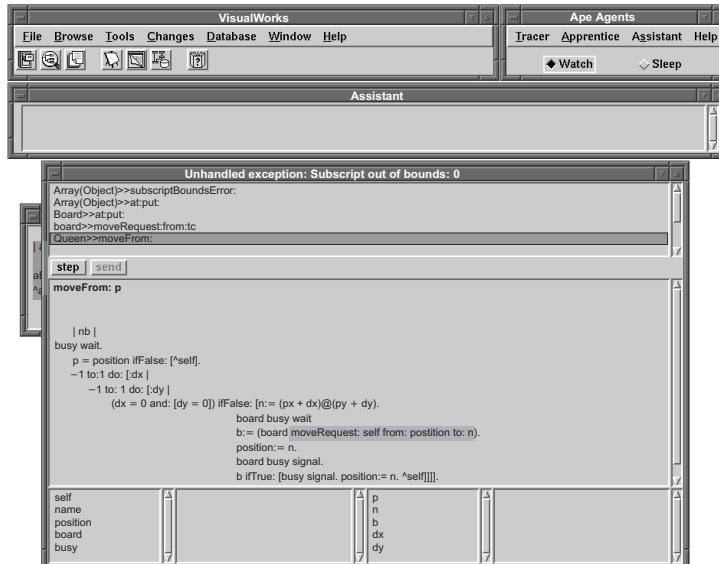 VisualWorks
File Browse Tools Changes Database Window Help
Ape Agents
Tracer Apprentice Assistant Help
Watch Sleep
Assistant
Unhandled exception: Subscript out of bounds: 0
Array(Object)>>subscriptBoundsError:
Array(Object)>>at:put:
Board>>at:put:
board>>moveRequest:from:tc
Queen>>moveFrom:
step send
moveFrom: p
| nb |
busy wait.
p = position ifFalse: [^self].
−1 to:1 do: [:dx |
−1 to: 1 do: [:dy |
(dx = 0 and: [dy = 0]) ifFalse: [n:= (px + dx)@(py + dy).
board busy wait
b:= (board moveRequest: self from: postition to: n).
position:= n.
board busy signal.
b ifTrue: [busy signal. position:= n. ^self]]]].
self
name
position
board
busy
p
n
b
dx
dy